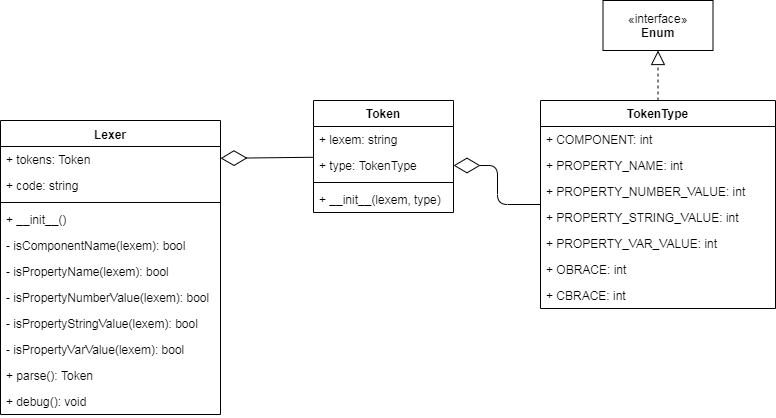 «interface»
Enum
Lexer
+ tokens: Token
+ code: string
+ __init__()
- isComponentName(lexem): bool
- isPropertyName(lexem): bool
- isPropertyNumberValue(lexem): bool
- isPropertyStringValue(lexem): bool
- isPropertyVarValue(lexem): bool
+ parse(): Token
+ debug(): void
Token
+ lexem: string
+ type: TokenType
+ __init__(lexem, type)
TokenType
+ COMPONENT: int
+ PROPERTY_NAME: int
+ PROPERTY_NUMBER_VALUE: int
+ PROPERTY_STRING_VALUE: int
+ PROPERTY_VAR_VALUE: int
+ OBRACE: int
+ CBRACE: int